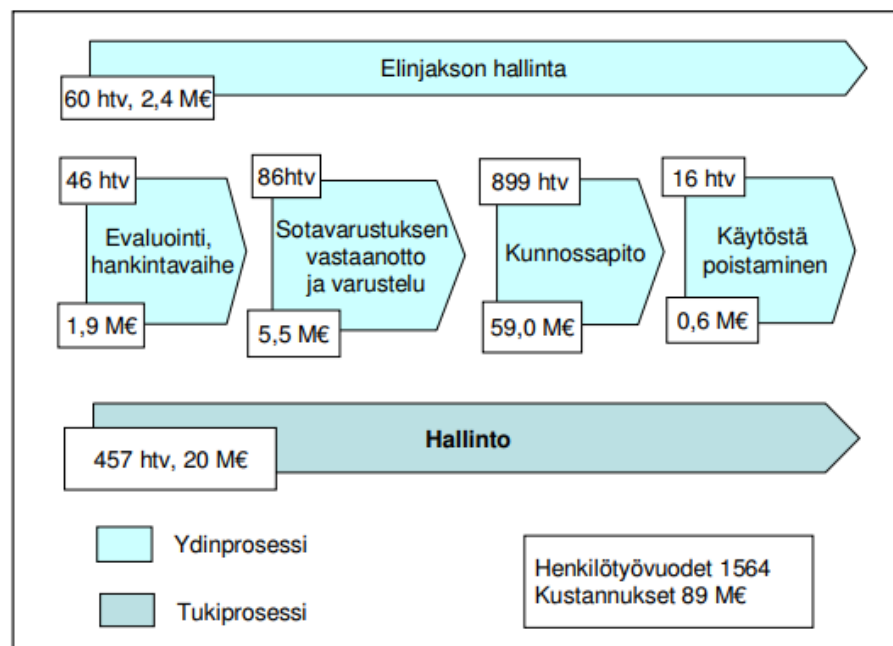 Elinjakson hallinta
60 htv, 2,4 M€
46 htv
86htv
899 htv
16 htv
Evaluointi,
hankintavaihe
Sotavarustuksen
vastaanotto
ja varustelu
Kunnossapito
Käytöstä
poistaminen
1,9 M€
5,5 M€
59,0 M€
0,6 M€
Hallinto
457 htv, 20 M€
Ydinprosessi
Tukiprosessi
Henkilötyövuodet 1564
Kustannukset 89 M€